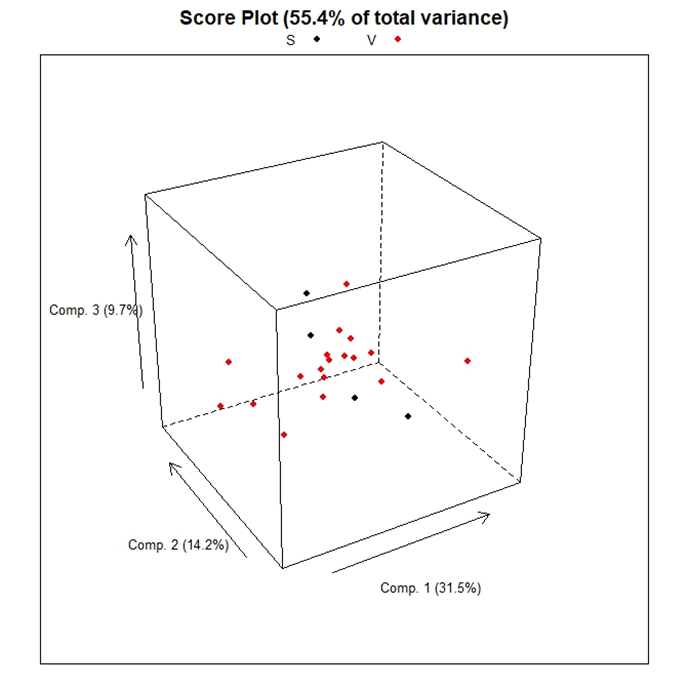 Score Plot (55.4% of total variance)
S V
Comp. 3 (9.7%)
Comp. 2 (14.2%)
Comp. 1 (31.5%)